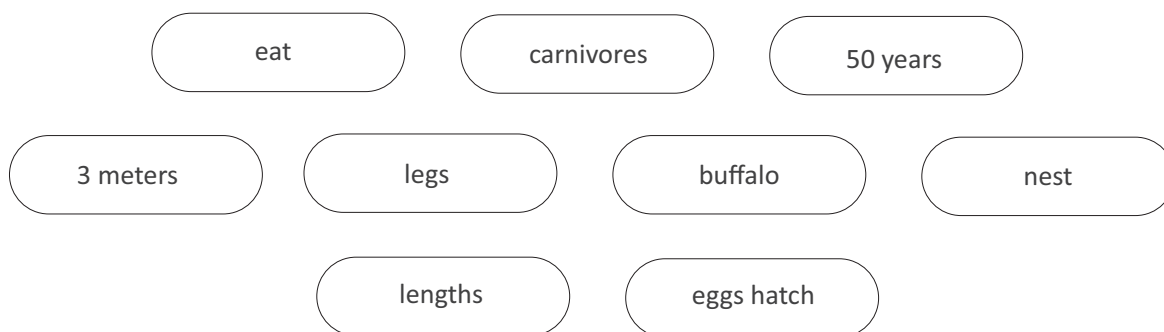 eat carnivores 50 years
3 meters legs buffalo nest
lengths eggs hatch